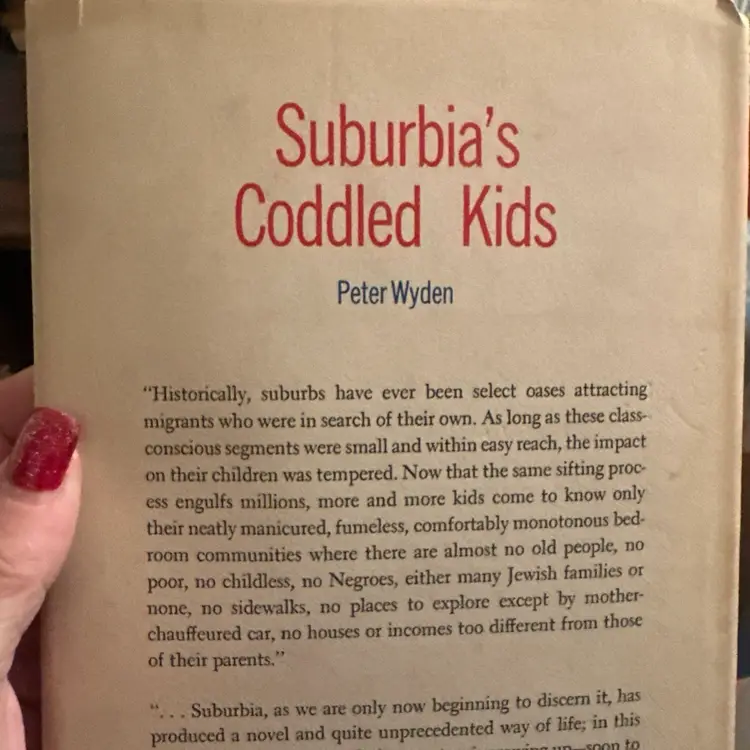 Suburbia's
Coddled Kids
Peter Wyden
"Historically, suburbs have ever been select oases attracting
migrants who were in search of their own. As long as these class-
conscious segments were small and within easy reach, the impact
on their children was tempered. Now that the same sifting proc-
ess engulfs millions, more and more kids come to know only
their neatly manicured, fumeless, comfortably monotonous bed-
room communities where there are almost no old people, no
poor, no childless, no Negroes, either many Jewish families or
none, no sidewalks, no places to explore except by mother-
chauffeured car, no houses or incomes too different from those
of their parents."
". . . Suburbia, as we are only now beginning to discern it, has
produced a novel and quite unprecedented way of life; in this
up—soon to